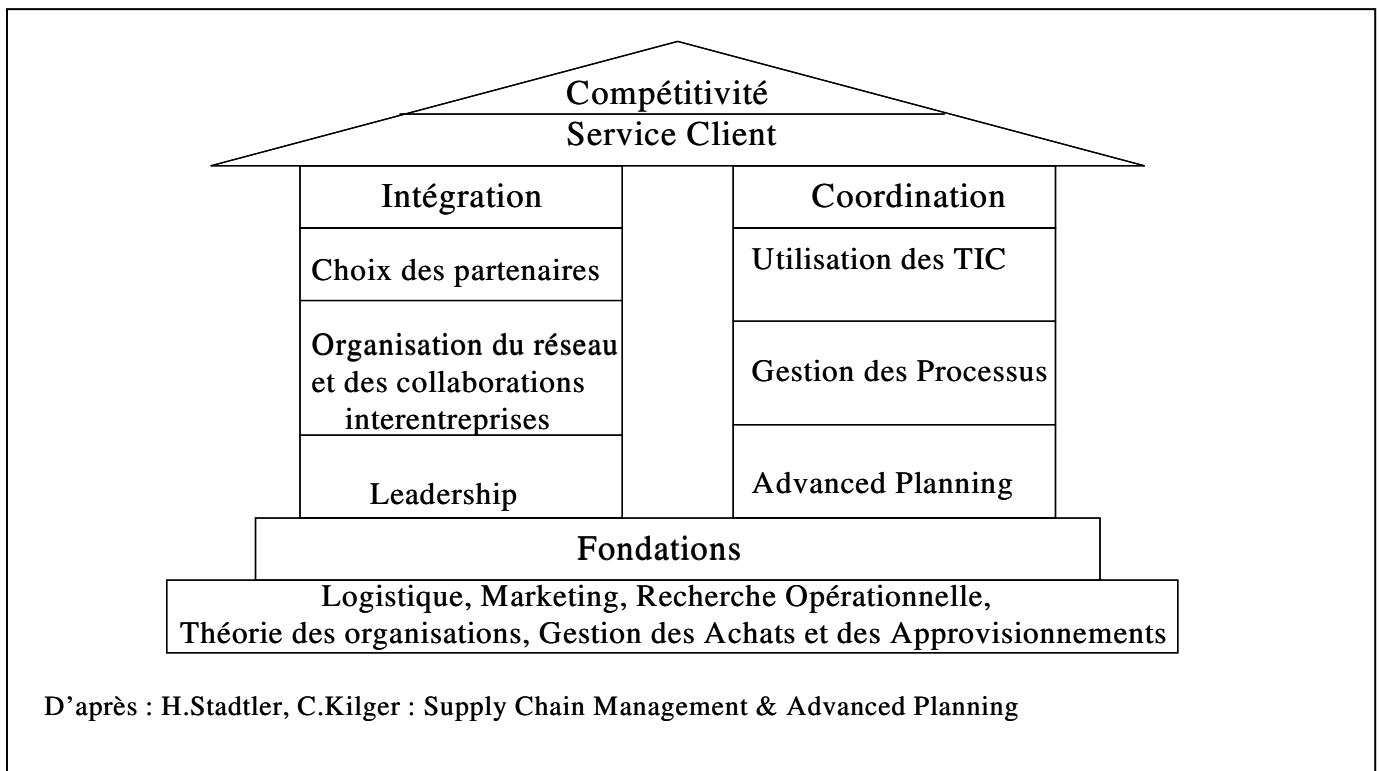 Compétitivité
Service Client
Intégration
Choix des partenaires
Organisation du réseau
et des collaborations
interentreprises
Leadership
Coordination
Utilisation des TIC
Gestion des Processus
Advanced Planning
Fondations
Logistique, Marketing, Recherche Opérationnelle,
Théorie des organisations, Gestion des Achats et des Approvisionnements
D'après : H.Stadtler, C.Kilger : Supply Chain Management & Advanced Planning